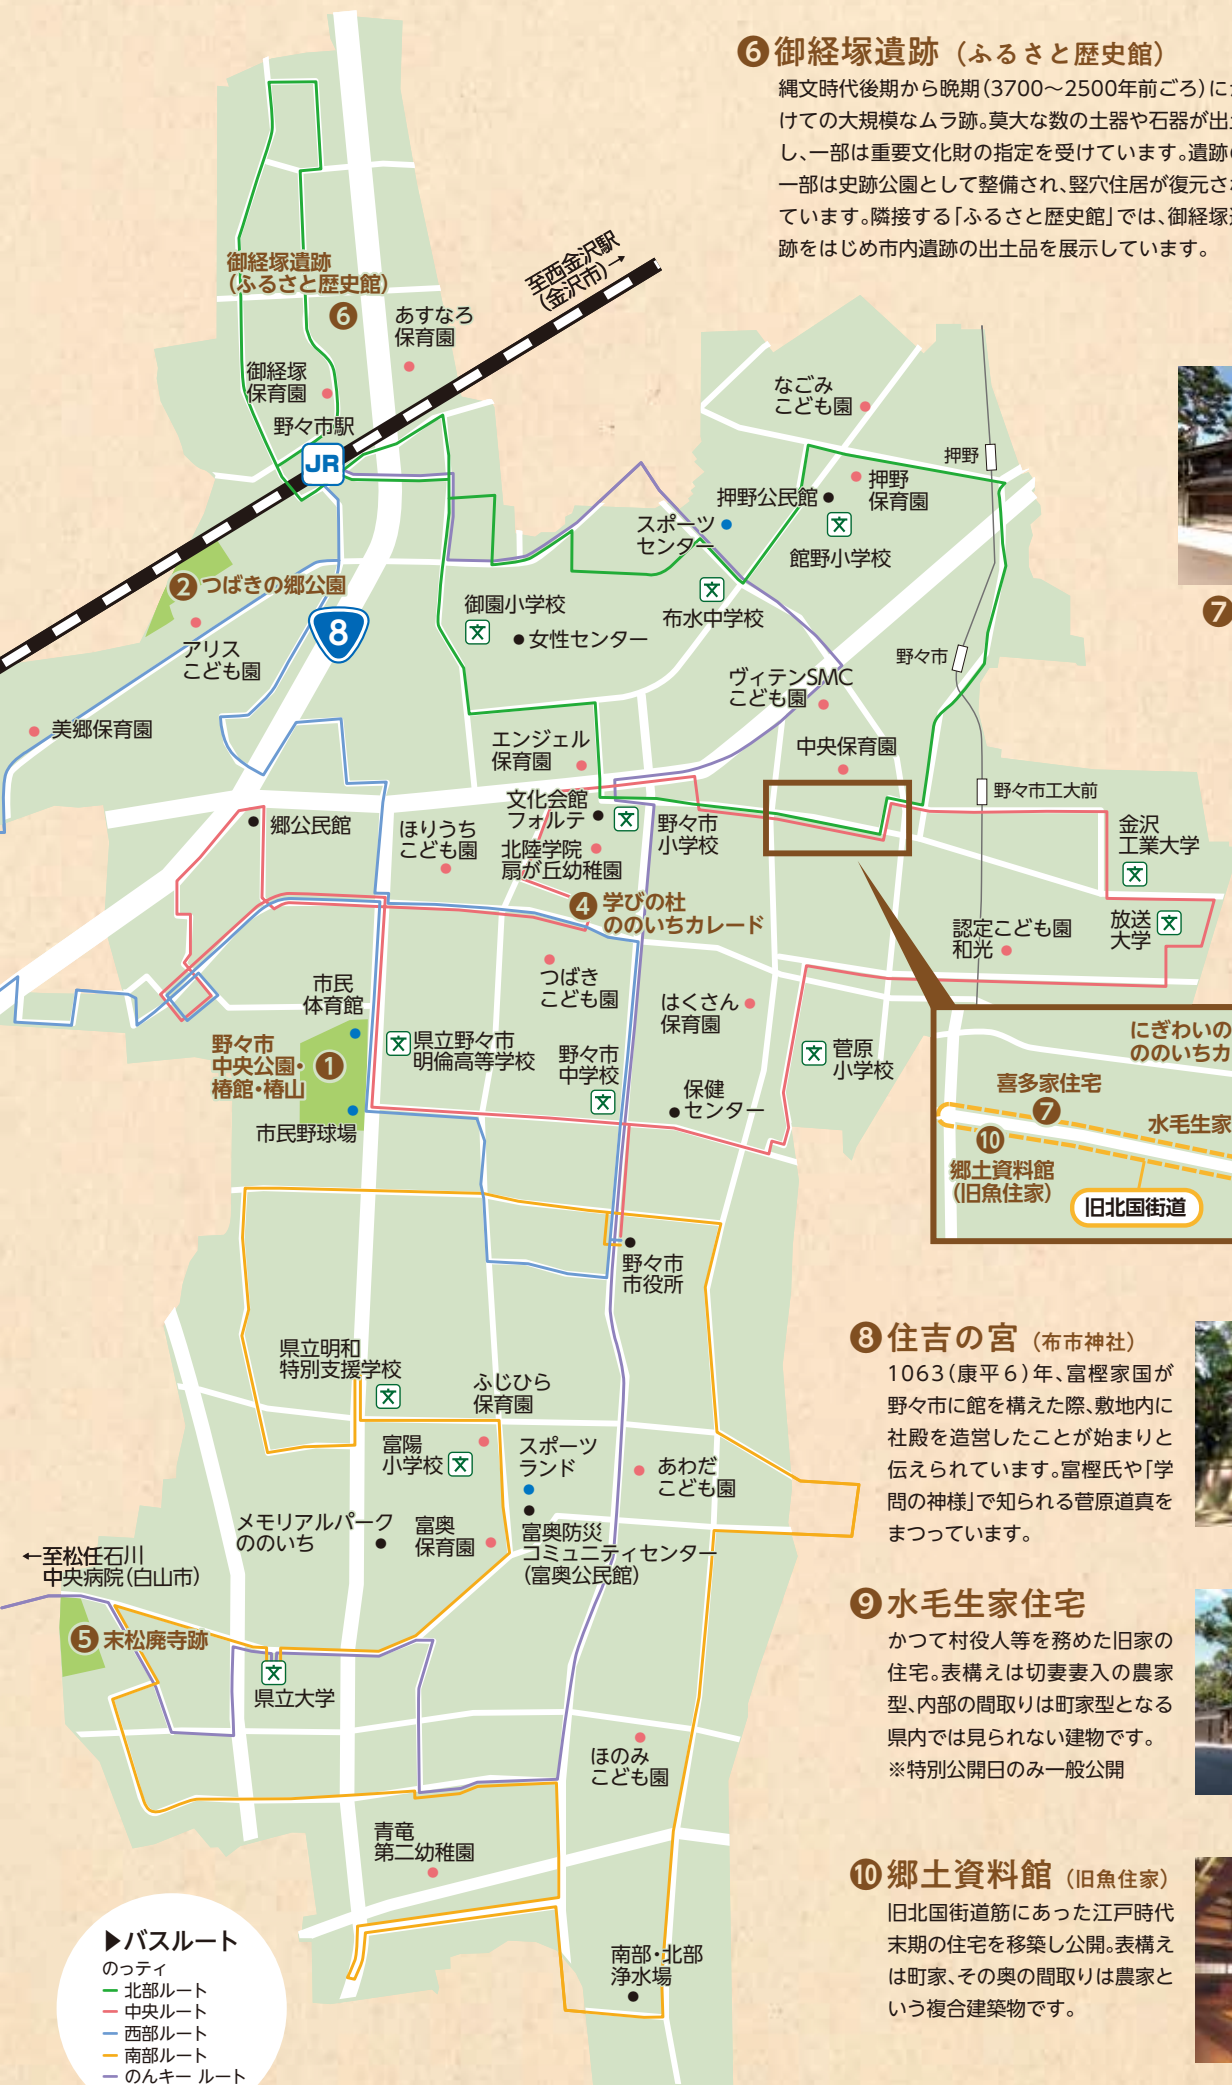 ❻御経塚遺跡（ふるさと歴史館）
縄文時代後期から晩期(3700〜2500年前ごろ)に
けての大規模なムラ跡。莫大な数の土器や石器が出
し、一部は重要文化財の指定を受けています。遺跡
一部は史跡公園として整備され、竪穴住居が復元さ
ています。隣接する「ふるさと歴史館」では、御経塚
跡をはじめ市内遺跡の出土品を展示しています。
至西金沢駅→
(金沢市)
御経塚遺跡
(ふるさと歴史館)
❻
あすなろ
保育園
御経塚
保育園
野々市駅
JR
なごみ
こども園
押野
押野公民館
押野
保育園
スポーツ
センター
文
館野小学校
❷つばきの郷公園
8
アリス
こども園
御園小学校
文
女性センター
文
布水中学校
❼
野々市
ヴィテンSMC
こども園
美郷保育園
エンジェル
保育園
中央保育園
野々市工大前
文化会館
フォルテ
文
野々市
小学校
郷公民館
ほりうち
こども園
北陸学院
扇が丘幼稚園
金沢
工業大学
文
❹学びの杜
ののいちカレード
放送
大学
文
認定こども園
和光
つばき
こども園
市民
体育館
はくさん
保育園
野々市
中央公園・
椿館・椿山
❶
文
県立野々市
明倫高等学校
野々市
中学校
文
文
菅原
小学校
保健
センター
市民野球場
にぎわいの
ののいちカ
喜多家住宅
❼
水毛生家
❿
郷土資料館
(旧魚住家)
旧北国街道
野々市
市役所
❽住吉の宮（布市神社）
1063(康平６)年、富樫家国が
野々市に館を構えた際、敷地内に
社殿を造営したことが始まりと
伝えられています。富樫氏や「学
問の神様」で知られる菅原道真を
まつっています。
県立明和
特別支援学校
文
ふじひら
保育園
富陽
小学校
文
スポーツ
ランド
あわだ
こども園
メモリアルパーク
ののいち
富奥
保育園
富奥防災
コミュニティセンター
(富奥公民館)
←至松任石川
中央病院(白山市)
❺末松廃寺跡
文
県立大学
❾水毛生家住宅
かつて村役人等を務めた旧家の
住宅。表構えは切妻妻入の農家
型、内部の間取りは町家型となる
県内では見られない建物です。
※特別公開日のみ一般公開
ほのみ
こども園
青竜
第二幼稚園
❿郷土資料館（旧魚住家）
旧北国街道筋にあった江戸時代
末期の住宅を移築し公開。表構え
は町家、その奥の間取りは農家と
いう複合建築物です。
南部・北部
浄水場
▶バスルート
のっティ
北部ルート
中央ルート
西部ルート
南部ルート
のんキー ルート